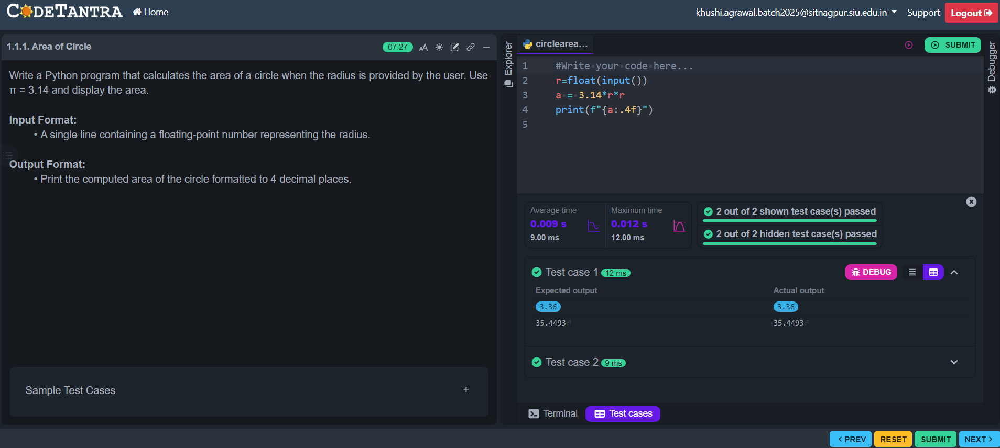 CODETANTRA
Home
khushi.agrawal.batch2025@sitnagpur.siu.edu.in
Support
Logout
1.1.1. Area of Circle
07:27
AA
Write a Python program that calculates the area of a circle when the radius is provided by the user. Use
π = 3.14 and display the area.
Input Format:
• A single line containing a floating-point number representing the radius.
Output Format:
• Print the computed area of the circle formatted to 4 decimal places.
Sample Test Cases
+
Explorer
circlearea...
SUBMIT
Debugger
1 #Write your code here...
2 r=float(input())
3 a = 3.14*r*r
4 print(f"{a:.4f}")
5
Average time
0.009 s
9.00 ms
Maximum time
0.012 s
12.00 ms
2 out of 2 shown test case(s) passed
2 out of 2 hidden test case(s) passed
Test case 1 12 ms
DEBUG
Expected output Actual output
3.36 3.36
35.4493⏎ 35.4493⏎
Test case 2 9 ms
Terminal
Test cases
< PREV
RESET
SUBMIT
NEXT >